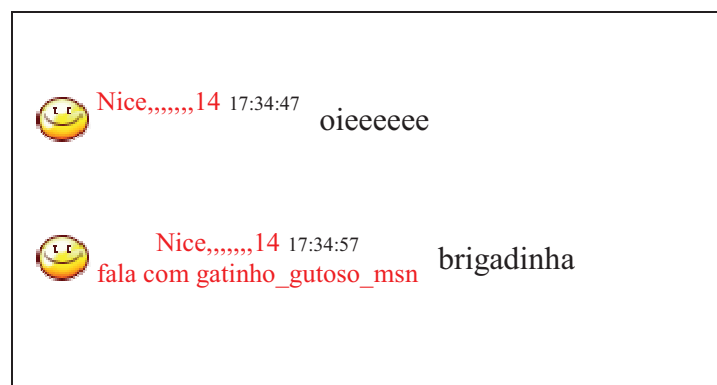 Nice,,,,,,,14 17:34:47 oieeeeee
Nice,,,,,,,14 17:34:57
fala com gatinho_gutoso_msn brigadinha